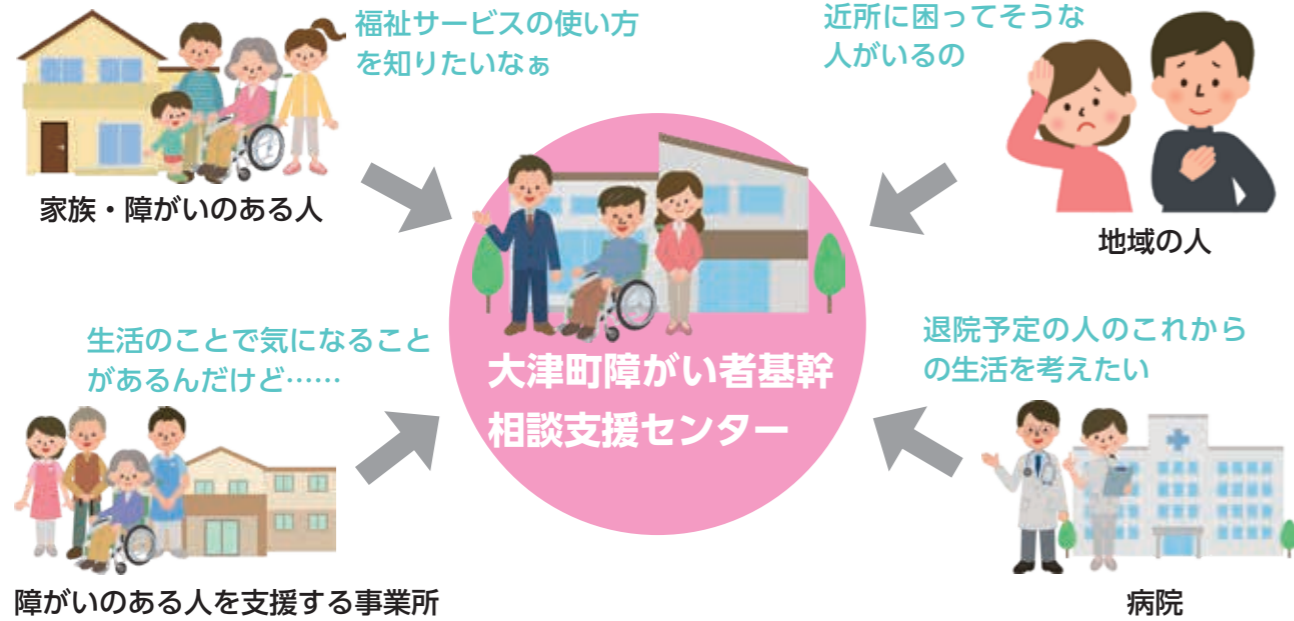 福祉サービスの使い方
を知りたいなぁ
家族・障がいのある人
近所に困ってそうな
人がいるの
地域の人
大津町障がい者基幹
相談支援センター
生活のことで気になること
があるんだけど……
障がいのある人を支援する事業所
退院予定の人のこれから
の生活を考えたい
病院